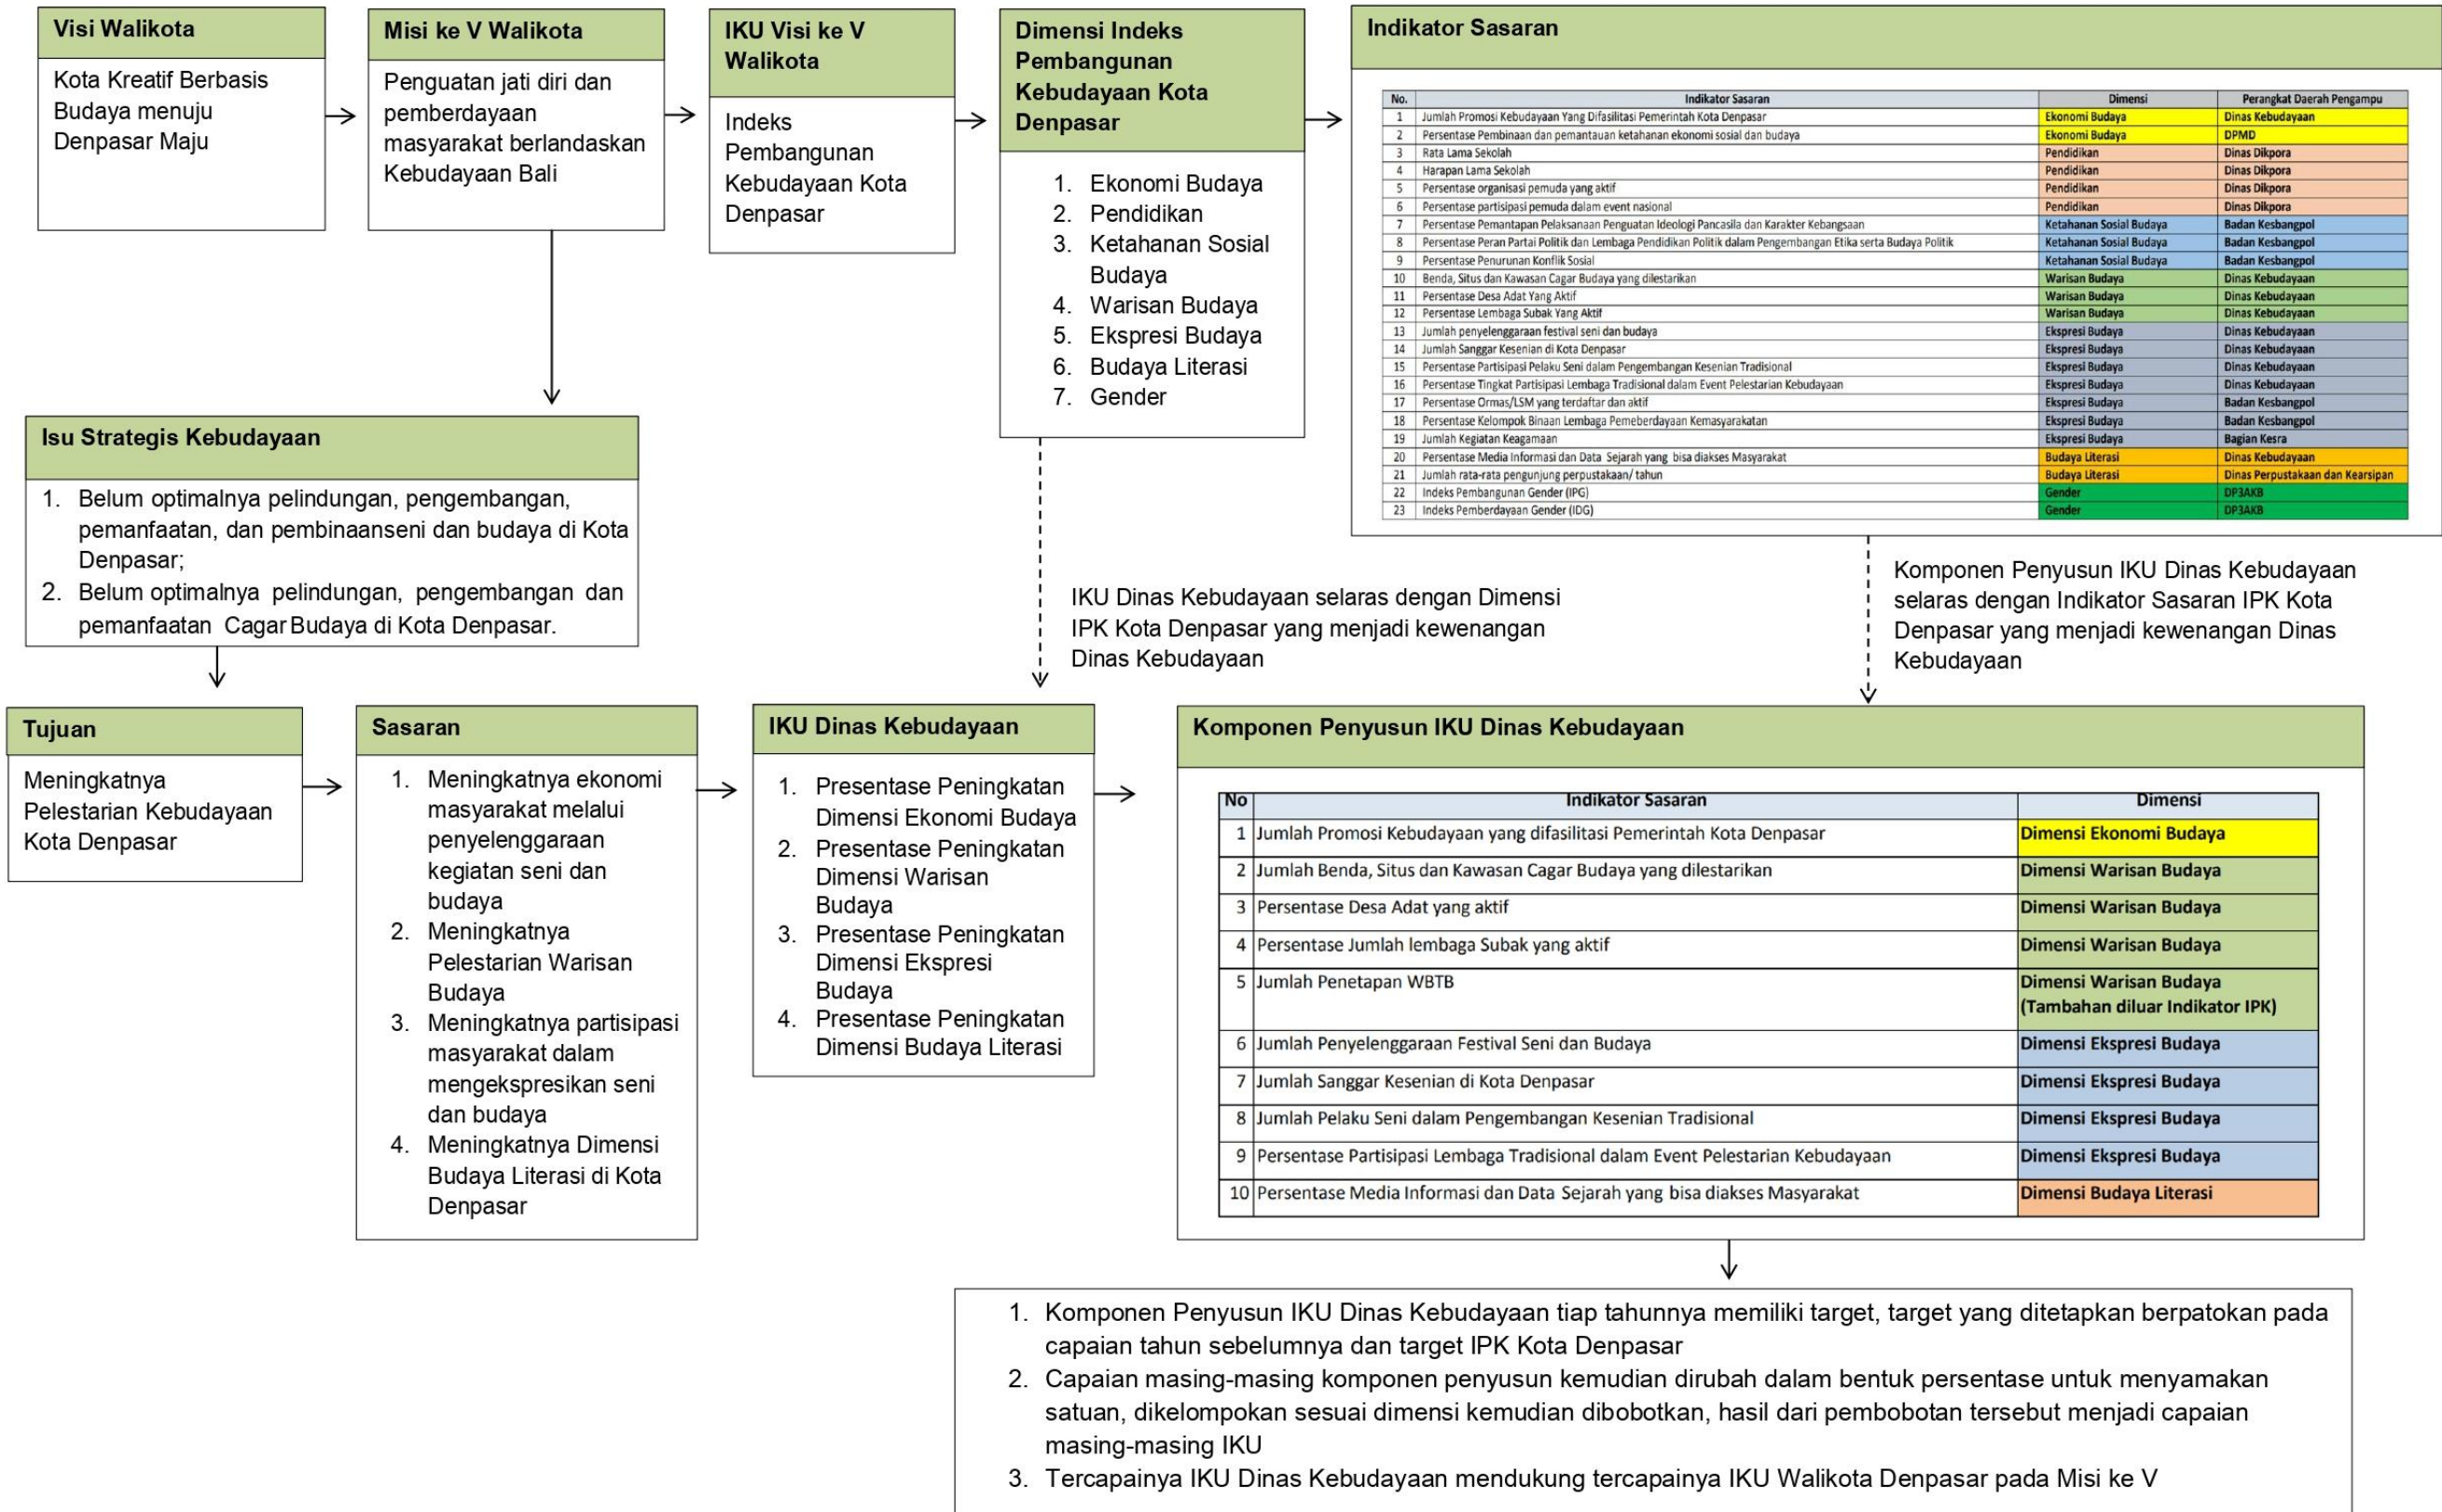 Visi Walikota
Kota Kreatif Berbasis
Budaya menuju
Denpasar Maju
Misi ke V Walikota
Penguatan jati diri dan
pemberdayaan
masyarakat berlandaskan
Kebudayaan Bali
IKU Visi ke V
Walikota
Indeks
Pembangunan
Kebudayaan Kota
Denpasar
Dimensi Indeks
Pembangunan
Kebudayaan Kota
Denpasar
1. Ekonomi Budaya
2. Pendidikan
3. Ketahanan Sosial
Budaya
4. Warisan Budaya
5. Ekspresi Budaya
6. Budaya Literasi
7. Gender
Indikator Sasaran
No. Indikator Sasaran Dimensi Perangkat Daerah Pengampu
1 Jumlah Promosi Kebudayaan Yang Difasilitasi Pemerintah Kota Denpasar Ekonomi Budaya Dinas Kebudayaan
2 Persentase Pembinaan dan pemantauan ketahanan ekonomi sosial dan budaya Ekonomi Budaya DPMD
3 Rata Lama Sekolah Pendidikan Dinas Dikpora
4 Harapan Lama Sekolah Pendidikan Dinas Dikpora
5 Persentase organisasi pemuda yang aktif Pendidikan Dinas Dikpora
6 Persentase partisipasi pemuda dalam event nasional Pendidikan Dinas Dikpora
7 Persentase Pemantapan Pelaksanaan Penguatan Ideologi Pancasila dan Karakter Kebangsaan Ketahanan Sosial Budaya Badan Kesbangpol
8 Persentase Peran Partai Politik dan Lembaga Pendidikan Politik dalam Pengembangan Etika serta Budaya Politik Ketahanan Sosial Budaya Badan Kesbangpol
9 Persentase Penurunan Konflik Sosial Ketahanan Sosial Budaya Badan Kesbangpol
10 Benda, Situs dan Kawasan Cagar Budaya yang dilestarikan Warisan Budaya Dinas Kebudayaan
11 Persentase Desa Adat Yang Aktif Warisan Budaya Dinas Kebudayaan
12 Persentase Lembaga Subak Yang Aktif Warisan Budaya Dinas Kebudayaan
13 Jumlah penyelenggaraan festival seni dan budaya Ekspresi Budaya Dinas Kebudayaan
14 Jumlah Sanggar Kesenian di Kota Denpasar Ekspresi Budaya Dinas Kebudayaan
15 Persentase Partisipasi Pelaku Seni dalam Pengembangan Kesenian Tradisional Ekspresi Budaya Dinas Kebudayaan
16 Persentase Tingkat Partisipasi Lembaga Tradisional dalam Event Pelestarian Kebudayaan Ekspresi Budaya Dinas Kebudayaan
17 Persentase Ormas/LSM yang terdaftar dan aktif Ekspresi Budaya Badan Kesbangpol
18 Persentase Kelompok Binaan Lembaga Pemeberdayaan Kemasyarakatan Ekspresi Budaya Badan Kesbangpol
19 Jumlah Kegiatan Keagamaan Ekspresi Budaya Bagian Kesra
20 Persentase Media Informasi dan Data Sejarah yang bisa diakses Masyarakat Budaya Literasi Dinas Kebudayaan
21 Jumlah rata-rata pengunjung perpustakaan/ tahun Budaya Literasi Dinas Perpustakaan dan Kearsipan
22 Indeks Pembangunan Gender (IPG) Gender DP3AKB
23 Indeks Pemberdayaan Gender (IDG) Gender DP3AKB
Isu Strategis Kebudayaan
1. Belum optimalnya pelindungan, pengembangan,
pemanfaatan, dan pembinaanseni dan budaya di Kota
Denpasar;
2. Belum optimalnya pelindungan, pengembangan dan
pemanfaatan Cagar Budaya di Kota Denpasar.
IKU Dinas Kebudayaan selaras dengan Dimensi
IPK Kota Denpasar yang menjadi kewenangan
Dinas Kebudayaan
Komponen Penyusun IKU Dinas Kebudayaan
selaras dengan Indikator Sasaran IPK Kota
Denpasar yang menjadi kewenangan Dinas
Kebudayaan
Tujuan
Meningkatnya
Pelestarian Kebudayaan
Kota Denpasar
Sasaran
1. Meningkatnya ekonomi
masyarakat melalui
penyelenggaraan
kegiatan seni dan
budaya
2. Meningkatnya
Pelestarian Warisan
Budaya
3. Meningkatnya partisipasi
masyarakat dalam
mengekspresikan seni
dan budaya
4. Meningkatnya Dimensi
Budaya Literasi di Kota
Denpasar
IKU Dinas Kebudayaan
1. Presentase Peningkatan
Dimensi Ekonomi Budaya
2. Presentase Peningkatan
Dimensi Warisan
Budaya
3. Presentase Peningkatan
Dimensi Ekspresi
Budaya
4. Presentase Peningkatan
Dimensi Budaya Literasi
Komponen Penyusun IKU Dinas Kebudayaan
No Indikator Sasaran Dimensi
1 Jumlah Promosi Kebudayaan yang difasilitasi Pemerintah Kota Denpasar Dimensi Ekonomi Budaya
2 Jumlah Benda, Situs dan Kawasan Cagar Budaya yang dilestarikan Dimensi Warisan Budaya
3 Persentase Desa Adat yang aktif Dimensi Warisan Budaya
4 Persentase Jumlah lembaga Subak yang aktif Dimensi Warisan Budaya
5 Jumlah Penetapan WBTB Dimensi Warisan Budaya
(Tambahan diluar Indikator IPK)
6 Jumlah Penyelenggaraan Festival Seni dan Budaya Dimensi Ekspresi Budaya
7 Jumlah Sanggar Kesenian di Kota Denpasar Dimensi Ekspresi Budaya
8 Jumlah Pelaku Seni dalam Pengembangan Kesenian Tradisional Dimensi Ekspresi Budaya
9 Persentase Partisipasi Lembaga Tradisional dalam Event Pelestarian Kebudayaan Dimensi Ekspresi Budaya
10 Persentase Media Informasi dan Data Sejarah yang bisa diakses Masyarakat Dimensi Budaya Literasi
1. Komponen Penyusun IKU Dinas Kebudayaan tiap tahunnya memiliki target, target yang ditetapkan berpatokan pada
capaian tahun sebelumnya dan target IPK Kota Denpasar
2. Capaian masing-masing komponen penyusun kemudian dirubah dalam bentuk persentase untuk menyamakan
satuan, dikelompokan sesuai dimensi kemudian dibobotkan, hasil dari pembobotan tersebut menjadi capaian
masing-masing IKU
3. Tercapainya IKU Dinas Kebudayaan mendukung tercapainya IKU Walikota Denpasar pada Misi ke V